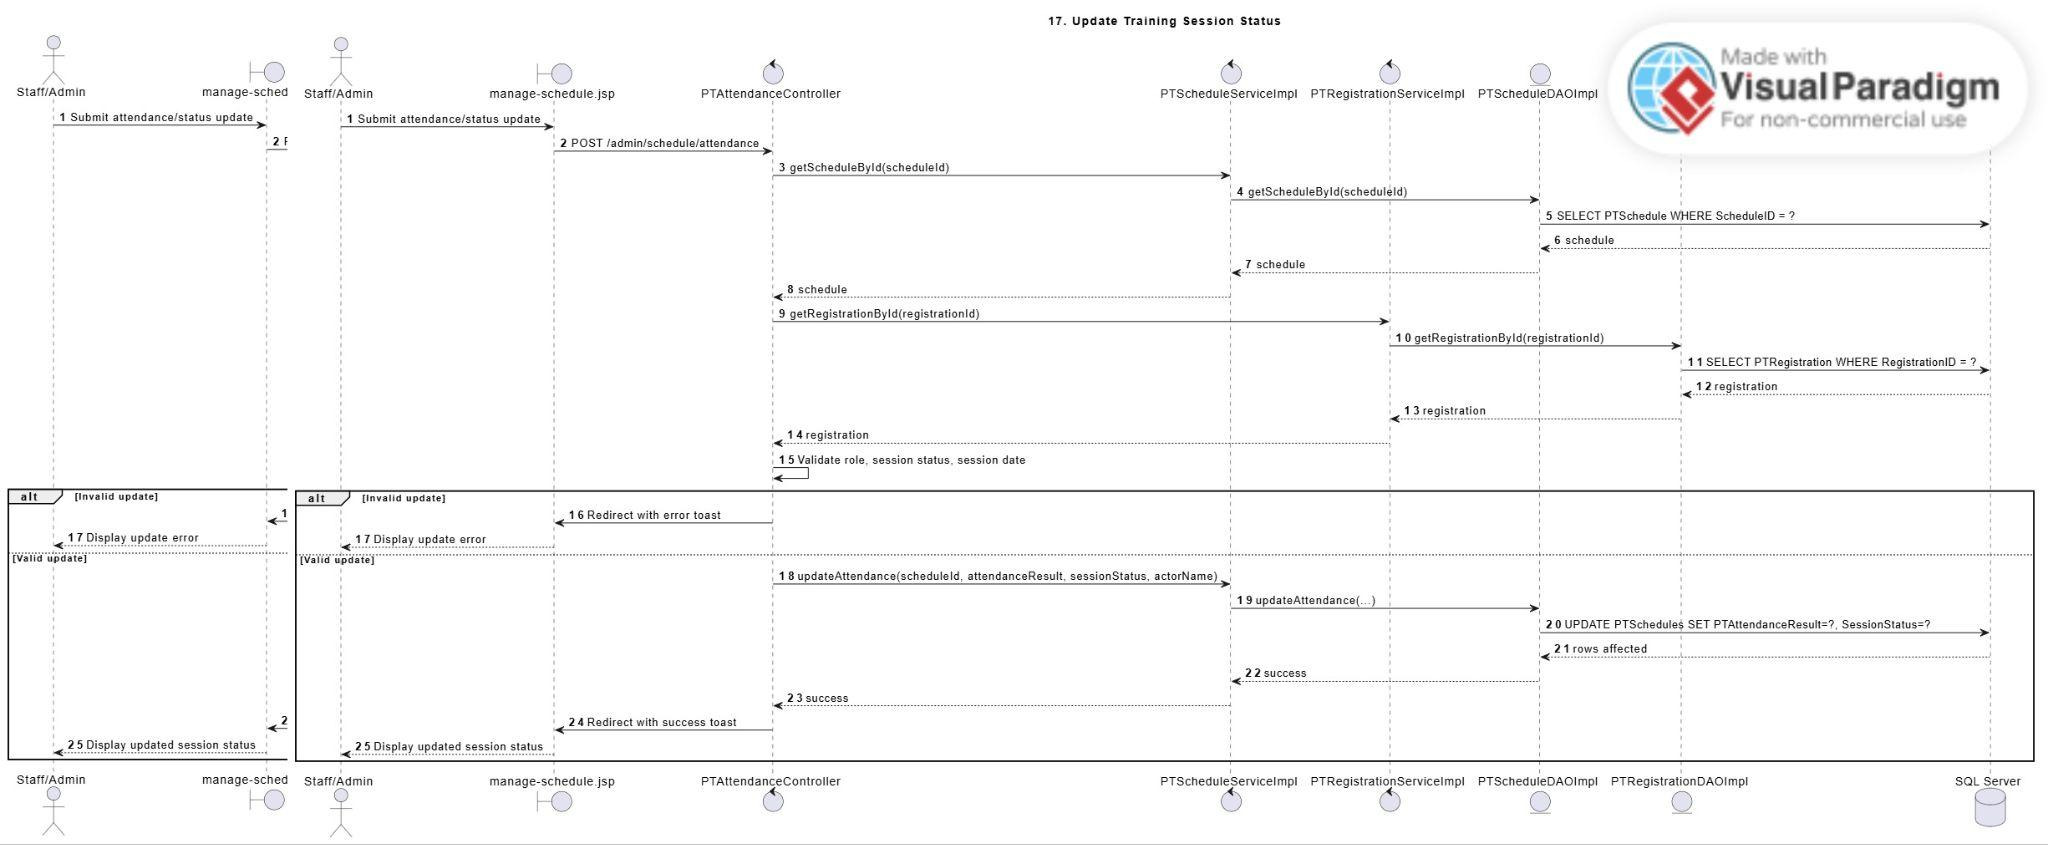 17. Update Training Session Status
Made with
Visual Paradigm
For non-commercial use
Staff/Admin
manage-sched
Staff/Admin
manage-schedule.jsp
PTAttendanceController
PTScheduleServiceImpl
PTRegistrationServiceImpl
PTScheduleDAOImpl
1 Submit attendance/status update
1 Submit attendance/status update
2
2 POST /admin/schedule/attendance
3 getScheduleById(scheduleId)
4 getScheduleById(scheduleId)
5 SELECT PTSchedule WHERE ScheduleID = ?
6 schedule
7 schedule
8 schedule
9 getRegistrationById(registrationId)
10 getRegistrationById(registrationId)
11 SELECT PTRegistration WHERE RegistrationID = ?
12 registration
13 registration
14 registration
15 Validate role, session status, session date
alt [Invalid update]
alt [Invalid update]
1
16 Redirect with error toast
17 Display update error
17 Display update error
[Valid update]
[Valid update]
18 updateAttendance(scheduleId, attendanceResult, sessionStatus, actorName)
19 updateAttendance(...)
20 UPDATE PTSchedules SET PTAttendanceResult=?, SessionStatus=?
21 rows affected
22 success
23 success
2
24 Redirect with success toast
25 Display updated session status
25 Display updated session status
Staff/Admin
manage-sched
Staff/Admin
manage-schedule.jsp
PTAttendanceController
PTScheduleServiceImpl
PTRegistrationServiceImpl
PTScheduleDAOImpl
PTRegistrationDAOImpl
SQL Server